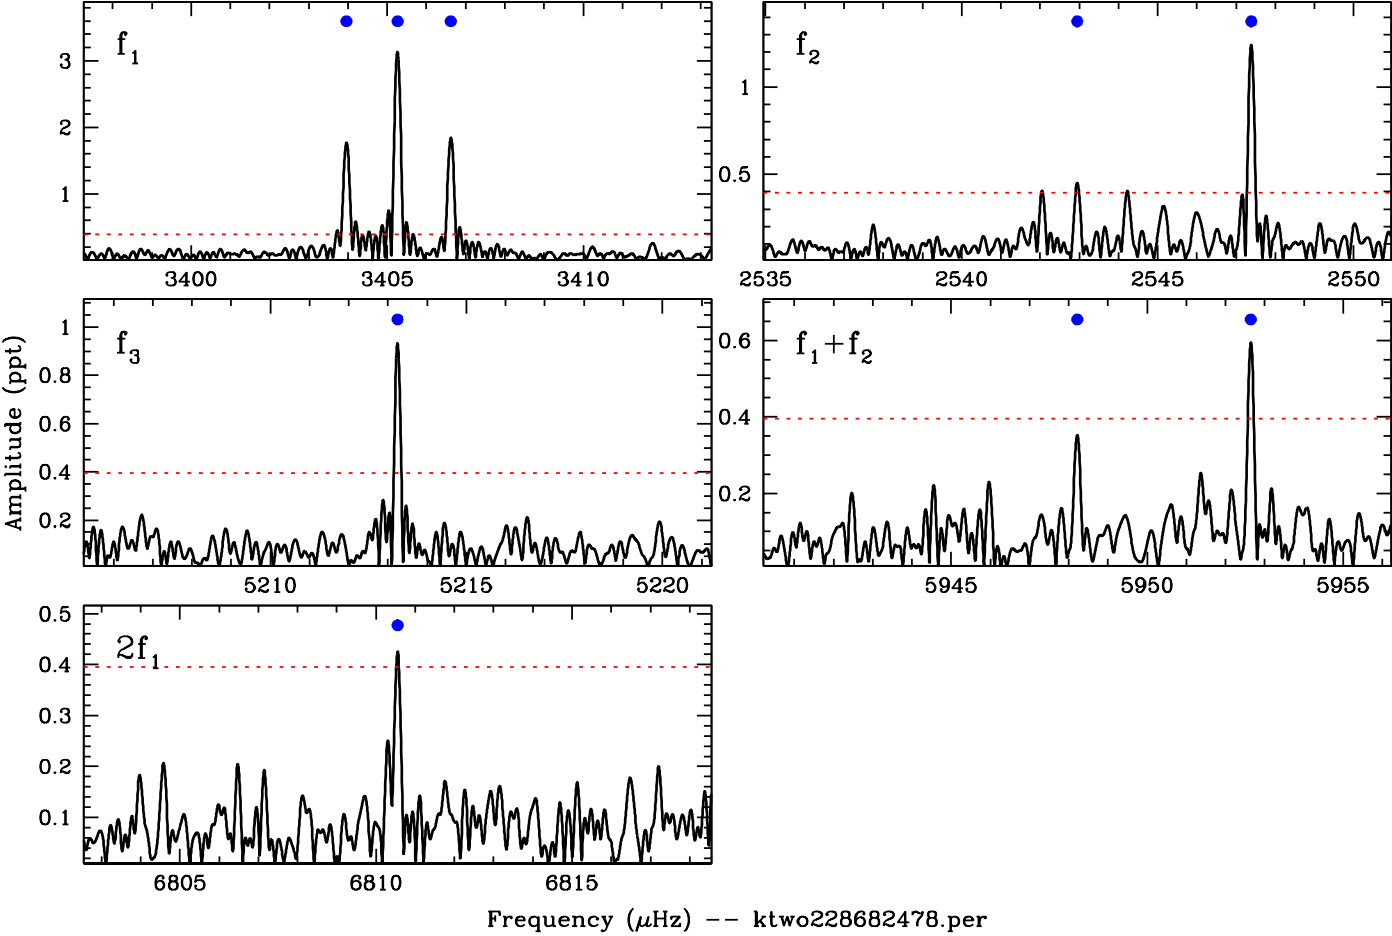 f1
3
2
1
3400 3405 3410
f2
1
0.5
2535 2540 2545 2550
f3
1
0.8
0.6
0.4
0.2
5210 5215 5220
f1+f2
0.6
0.4
0.2
5945 5950 5955
2f1
0.5
0.4
0.3
0.2
0.1
6805 6810 6815
Amplitude (ppt)
Frequency (μHz) -- ktwo228682478.per